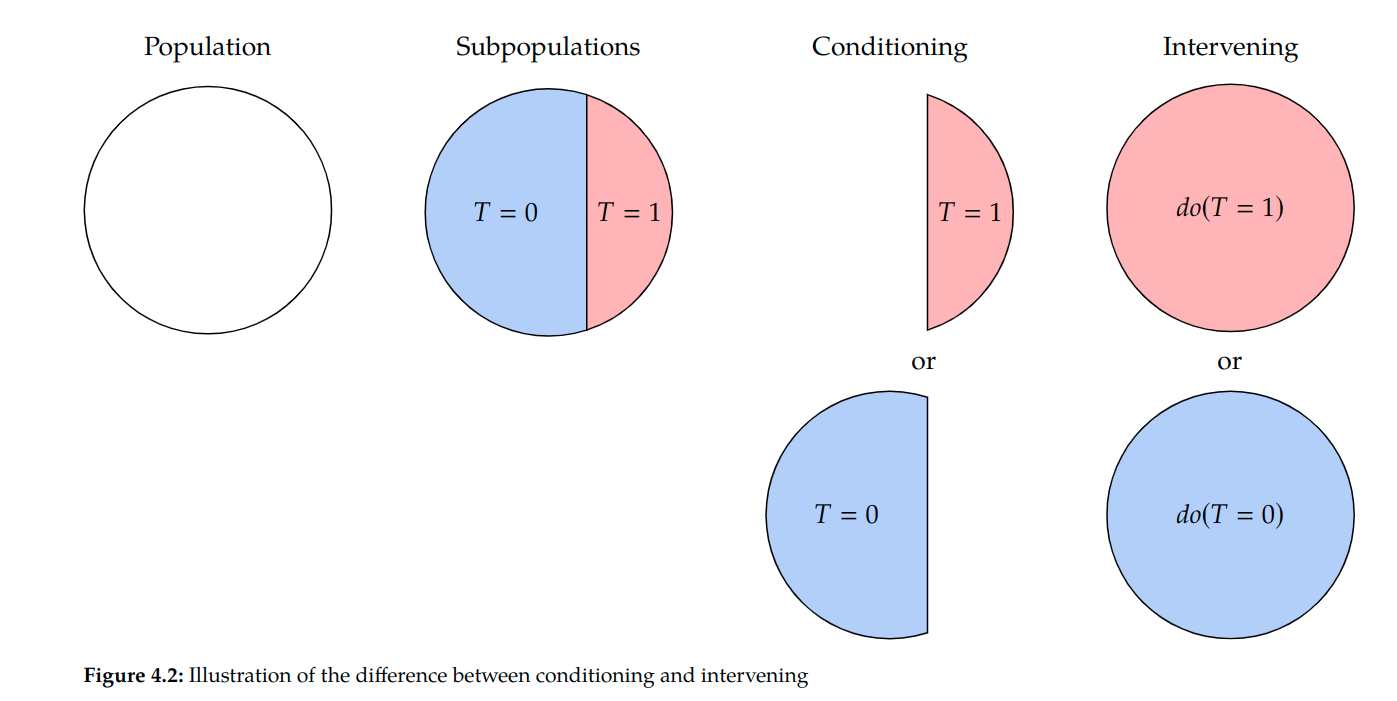 Population
Subpopulations
Conditioning
Intervening
T = 0
T = 1
T = 1
do(T = 1)
or
or
T = 0
do(T = 0)
Figure 4.2: Illustration of the difference between conditioning and intervening